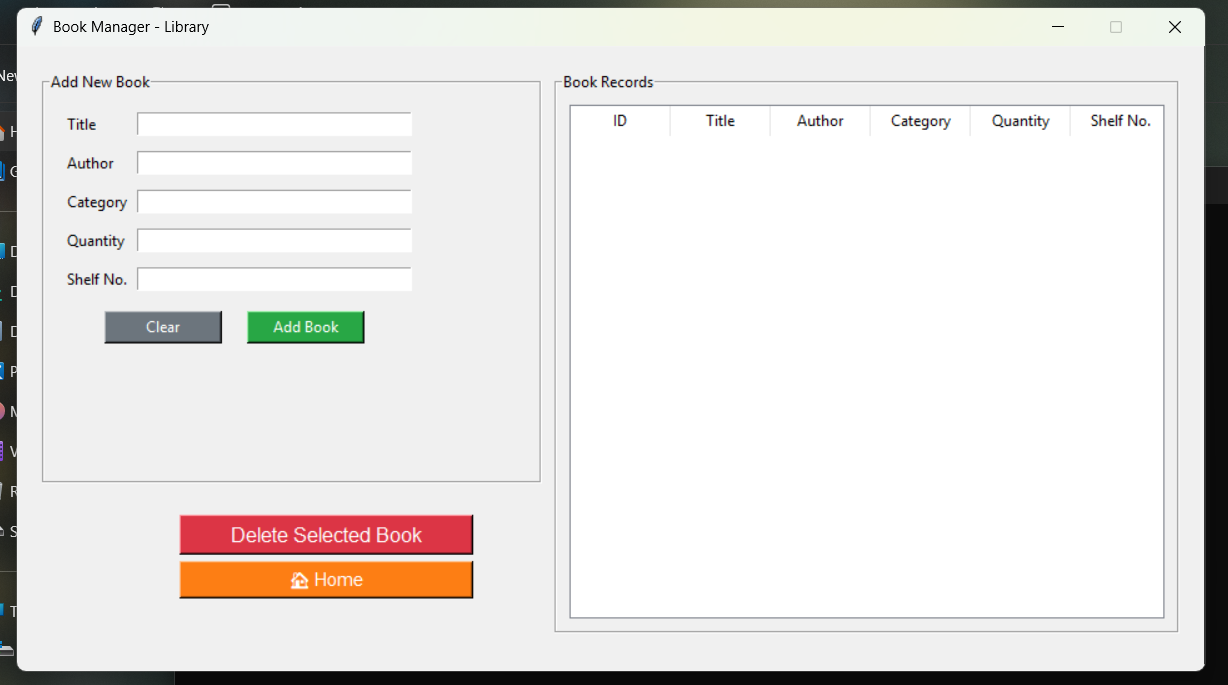 Book Manager - Library
Add New Book
Title
Author
Category
Quantity
Shelf No.
Clear
Add Book
Delete Selected Book
Home
Book Records
ID Title Author Category Quantity Shelf No.